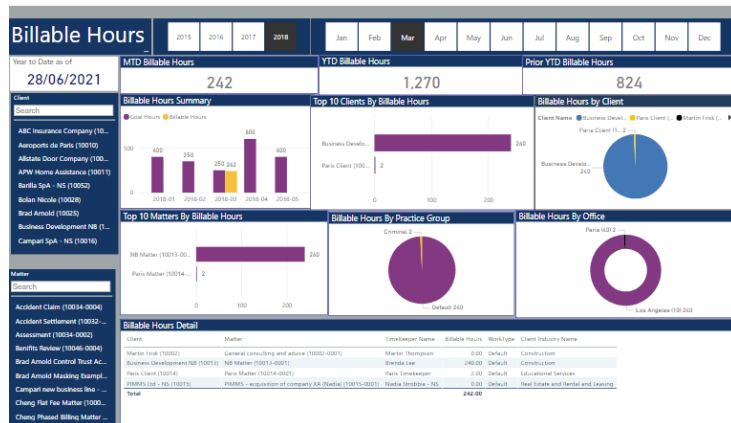 Billable Hours
2015 2016 2017 2018
Jan Feb Mar Apr May Jun Jul Aug Sep Oct Nov Dec
Year to Date as of
28/06/2021
MTD Billable Hours
242
YTD Billable Hours
1,270
Prior YTD Billable Hours
824
Client
Search
ABC Insurance Company (10...
Aeroports de Paris (10010)
Allstate Door Company (100...
APW Home Assistance (10011)
Barilla SpA - NS (10052)
Bolan Nicole (10028)
Brad Arnold (10025)
Business Development NB (1...
Campari SpA - NS (10016)
Billable Hours Summary
Goal Hours Billable Hours
500
0
400 350 250 242 600 400
2018-01 2018-02 2018-03 2018-04 2018-05
Top 10 Clients By Billable Hours
Business Develo... 240
Paris Client (100... 2
0 100 200
Billable Hours by Client
Client Name Business Devel... Paris Client (... Martin Frisk (...
Paris Client (1... 2
Business Develo...
240
Top 10 Matters By Billable Hours
NB Matter (10013-00... 240
Paris Matter (10014-... 2
0 100 200
Billable Hours By Practice Group
Criminal 2
Default 240
Billable Hours By Office
Paris (40) 2
Los Angeles (10) 240
Matter
Search
Accident Claim (10054-0004)
Accident Settlement (10032-...
Assessment (10034-0002)
Benifits Review (10046-0004)
Brad Arnold Control Trust Ac...
Brad Arnold Masking Exampl...
Campari new business line - ...
Cheng Flat Fee Matter (1000...
Cheng Phased Billing Matter ...
Billable Hours Detail
Client Matter TimeKeeper Name Billable Hours WorkType Client Industry Name
Martin Frisk (10002) General consulting and advice (10002-0001) Martin Thompson 0.00 Default Construction
Business Development NB (10013) NB Matter (10013-0001) Brenda Lee 240.00 Default Construction
Paris Client (10014) Paris Matter (10014-0001) Paris Timekeeper 2.00 Default Educational Services
PIMMS Ltd - NS (10015) PIMMS - acquisition of company XA (Nadia) (10015-0001) Nadia Strobbia - NS 0.00 Default Real Estate and Rental and Leasing
Total 242.00